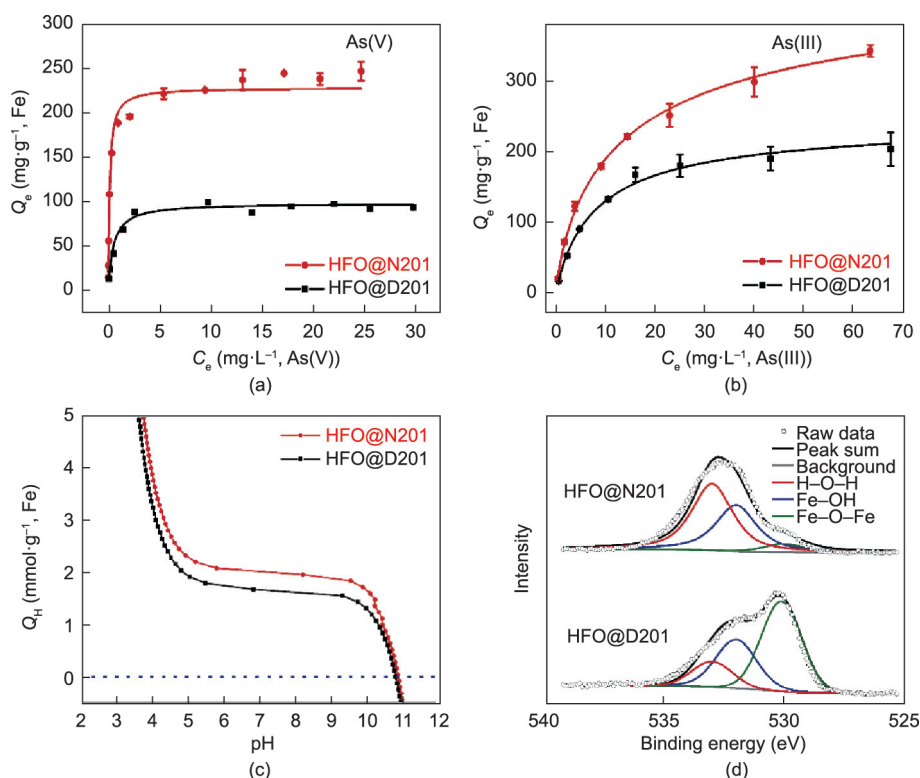 (a)
(b)
300
250
200
150
100
50
0
Qe (mg·g⁻¹, Fe)
As(V)
HFO@N201
HFO@D201
0 5 10 15 20 25 30
Ce (mg·L⁻¹, As(V))
(a)
300
200
100
0
Qe (mg·g⁻¹, Fe)
As(III)
HFO@N201
HFO@D201
0 10 20 30 40 50 60 70
Ce (mg·L⁻¹, As(III))
(b)
5
4
3
2
1
0
QH (mmol·g⁻¹, Fe)
HFO@N201
HFO@D201
2 3 4 5 6 7 8 9 10 11 12
pH
(c)
Intensity
HFO@N201
HFO@D201
Raw data
Peak sum
Background
H–O–H
Fe–OH
Fe–O–Fe
540 535 530 525
Binding energy (eV)
(d)